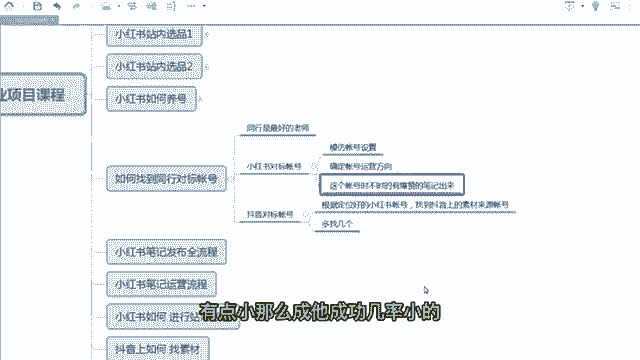 小红书站内选品1
小红书站内选品2
业项目课程
小红书如何养号
同行是最好的老师
模仿帐号设置
小红书对标帐号
确定帐号运营方向
如何找到同行对标帐号
这个帐号时不时的有爆赞的笔记出来
根据定位好的小红书帐号，找到抖音上的素材来源帐号
抖音对标帐号
多找几个
小红书笔记发布全流程
小红书笔记运营流程
小红书如何 进行
抖音上如何 找素材
有点小那么成他成功几率小的